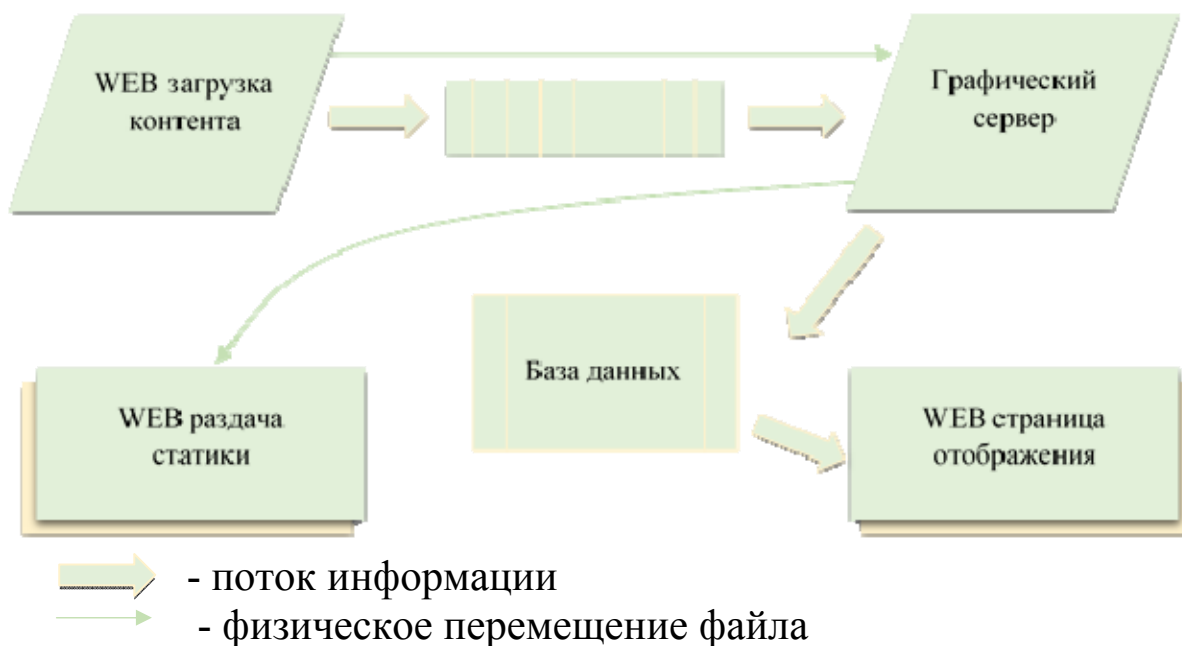 WEB загрузка
контента
Графический
сервер
База данных
WEB раздача
статики
WEB страница
отображения
- поток информации
- физическое перемещение файла